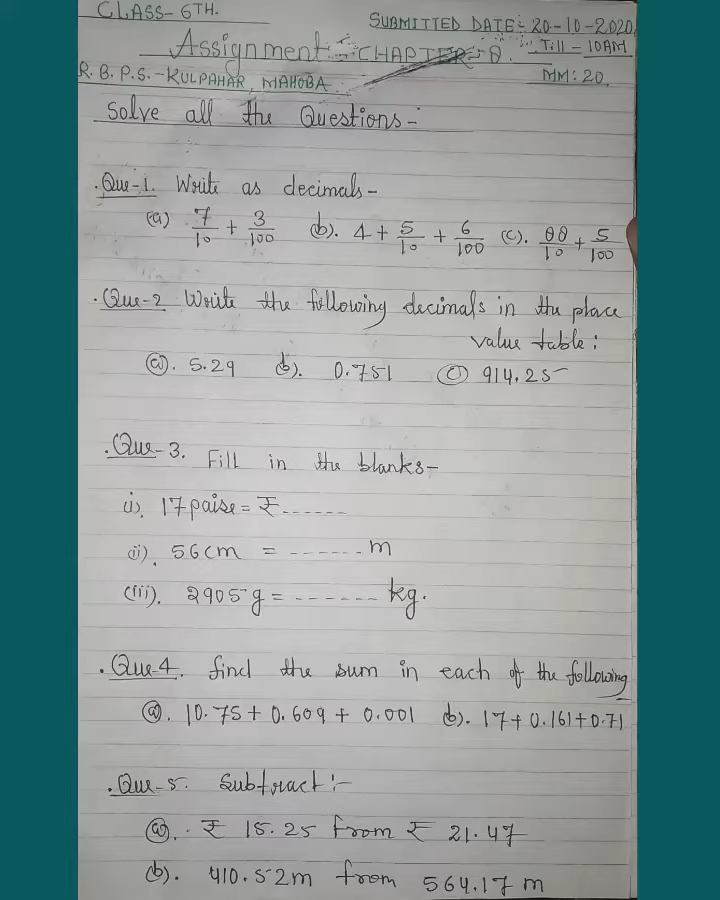 CLASS- 6TH.
SUBMITTED DATE:- 20-10-2020
Assignment:- CHAPTER-8. Till - 10AM
R.B.P.S.-KULPAHAR, MAHOBA MM: 20.
Solve all the Questions-
.Que-1. Write as decimals-
(a) 7/10 + 3/100 (b). 4 + 5/10 + 6/100 (c). 88/10 + 5/100
.Que-2 Write the following decimals in the place
value table:
(a). 5.29 (b). 0.751 (c) 914.25
.Que-3. Fill in the blanks-
(i). 17paise = ₹......
(ii). 56cm = ...... m
(iii). 2905g = ...... kg.
.Que-4. find the sum in each of the following
(a). 10.75 + 0.609 + 0.001 (b). 17+0.161+0.71
.Que-5. Subtract:-
(a). ₹ 15.25 from ₹ 21.47
(b). 410.52m from 564.17 m